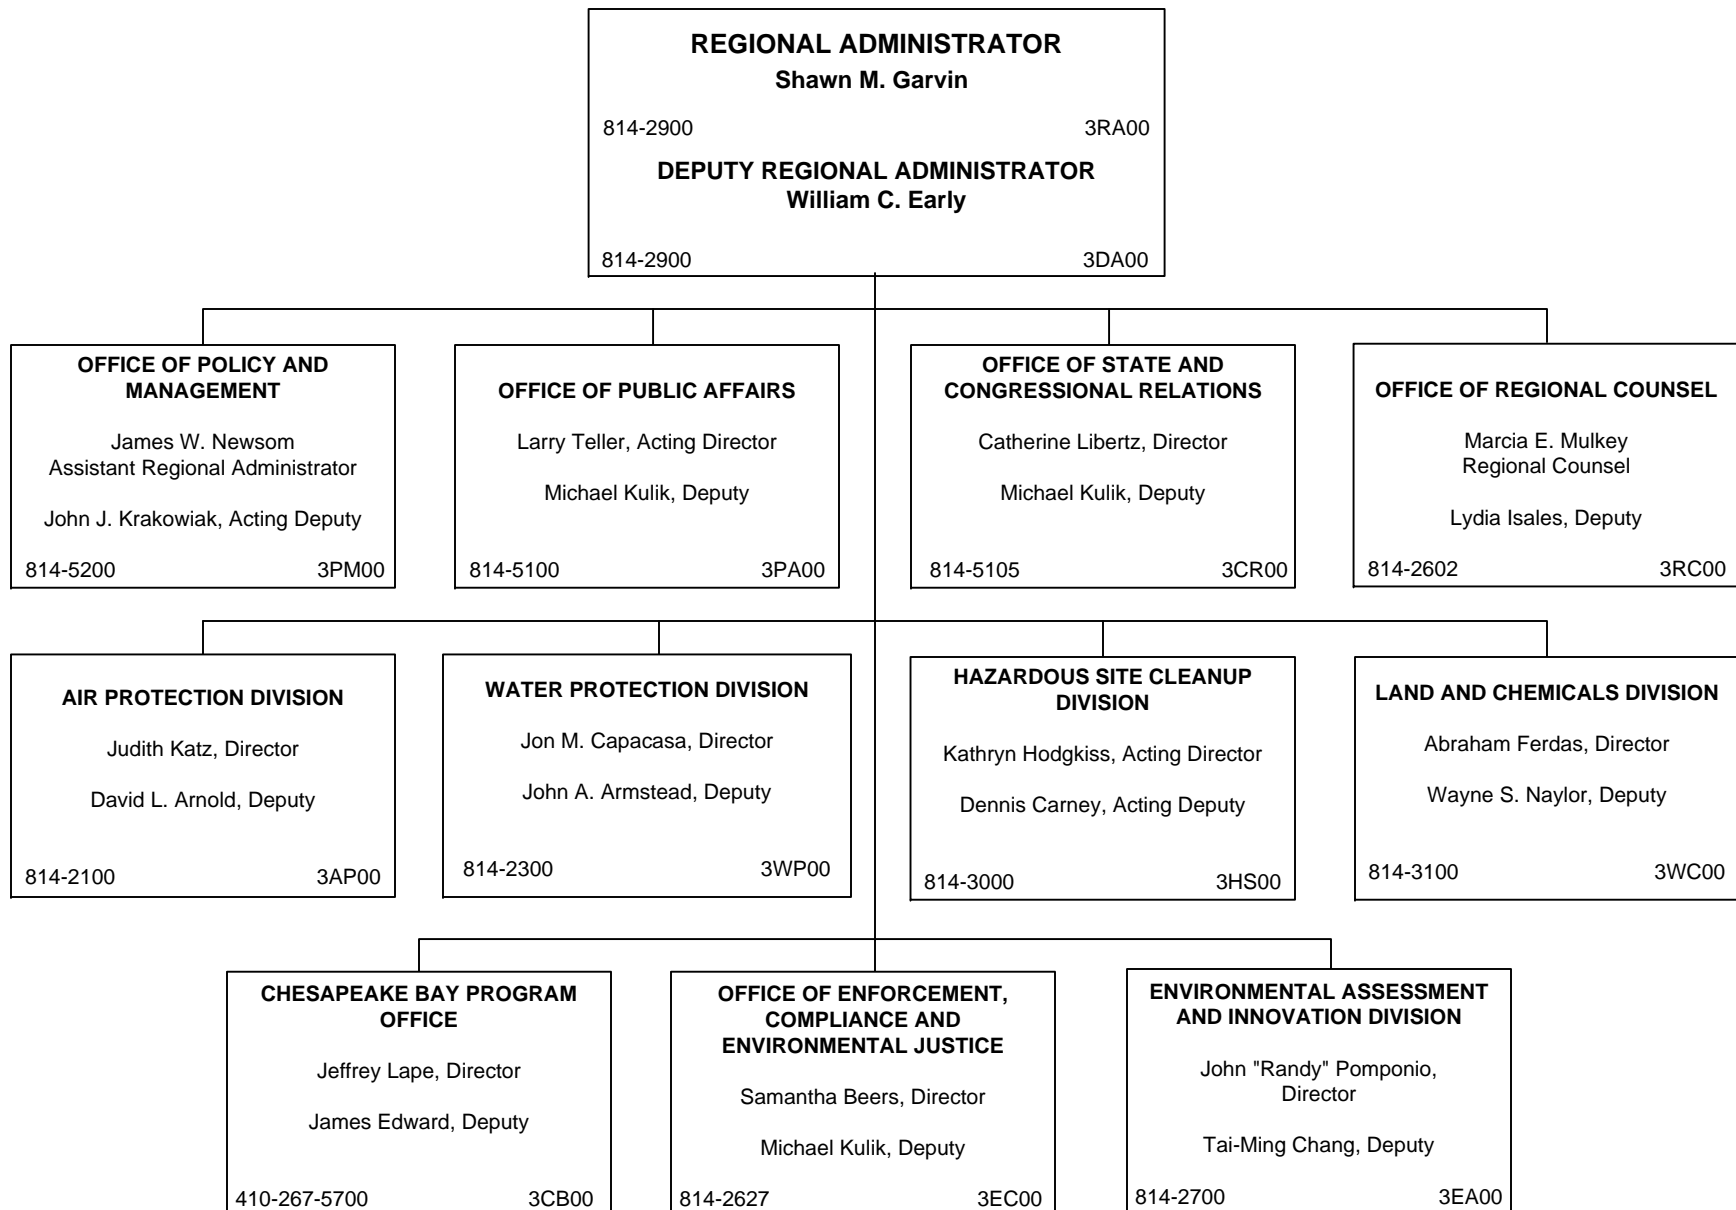 REGIONAL ADMINISTRATOR
Shawn M. Garvin
814-2900 3RA00
DEPUTY REGIONAL ADMINISTRATOR
William C. Early
814-2900 3DA00
OFFICE OF POLICY AND
MANAGEMENT
James W. Newsom
Assistant Regional Administrator
John J. Krakowiak, Acting Deputy
814-5200 3PM00
OFFICE OF PUBLIC AFFAIRS
Larry Teller, Acting Director
Michael Kulik, Deputy
814-5100 3PA00
OFFICE OF STATE AND
CONGRESSIONAL RELATIONS
Catherine Libertz, Director
Michael Kulik, Deputy
814-5105 3CR00
OFFICE OF REGIONAL COUNSEL
Marcia E. Mulkey
Regional Counsel
Lydia Isales, Deputy
814-2602 3RC00
AIR PROTECTION DIVISION
Judith Katz, Director
David L. Arnold, Deputy
814-2100 3AP00
WATER PROTECTION DIVISION
Jon M. Capacasa, Director
John A. Armstead, Deputy
814-2300 3WP00
HAZARDOUS SITE CLEANUP
DIVISION
Kathryn Hodgkiss, Acting Director
Dennis Carney, Acting Deputy
814-3000 3HS00
LAND AND CHEMICALS DIVISION
Abraham Ferdas, Director
Wayne S. Naylor, Deputy
814-3100 3WC00
CHESAPEAKE BAY PROGRAM
OFFICE
Jeffrey Lape, Director
James Edward, Deputy
410-267-5700 3CB00
OFFICE OF ENFORCEMENT,
COMPLIANCE AND
ENVIRONMENTAL JUSTICE
Samantha Beers, Director
Michael Kulik, Deputy
814-2627 3EC00
ENVIRONMENTAL ASSESSMENT
AND INNOVATION DIVISION
John "Randy" Pomponio,
Director
Tai-Ming Chang, Deputy
814-2700 3EA00